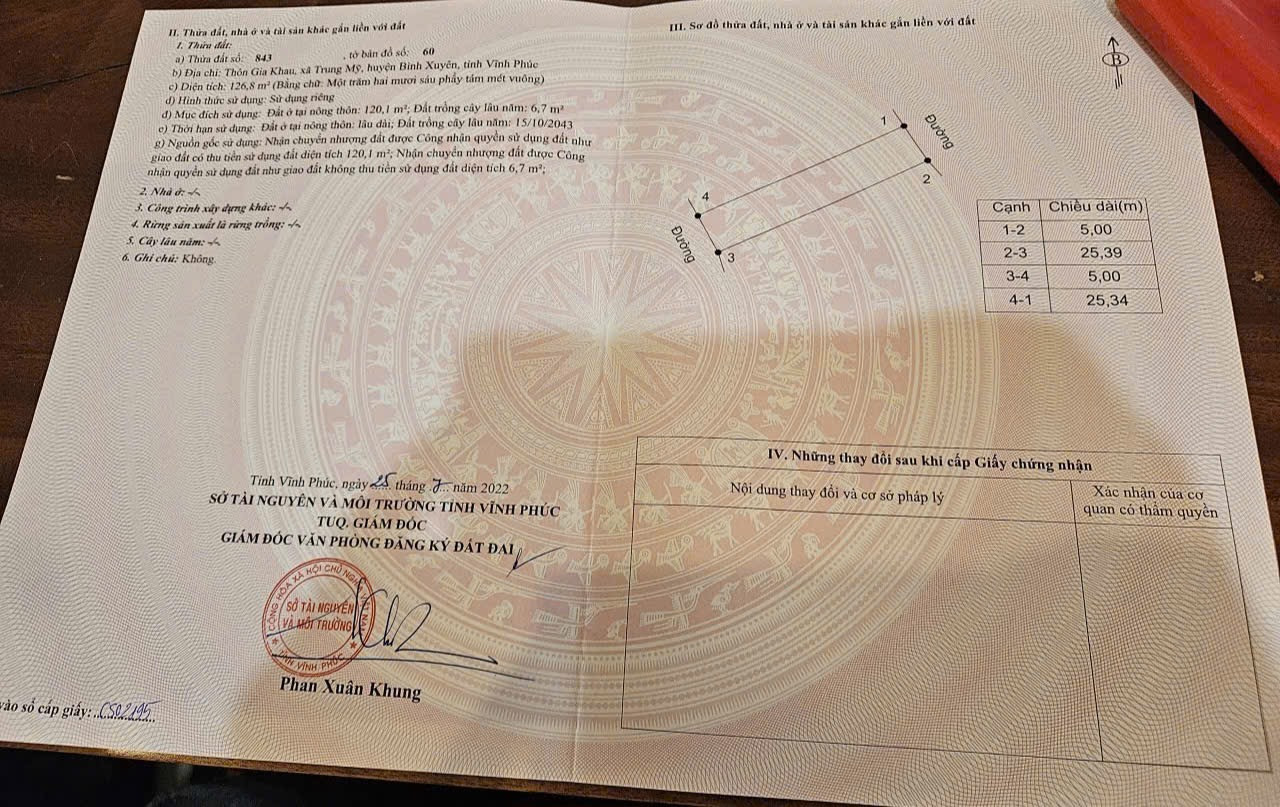 II. Thửa đất, nhà ở và tài sản khác gắn liền với đất
1. Thửa đất:
a) Thửa đất số: 843 , tờ bản đồ số: 60
b) Địa chỉ: Thôn Gia Khau, xã Trung Mỹ, huyện Bình Xuyên, tỉnh Vĩnh Phúc
c) Diện tích: 126,8 m² (Bằng chữ: Một trăm hai mươi sáu phẩy tám mét vuông)
d) Hình thức sử dụng: Sử dụng riêng
đ) Mục đích sử dụng: Đất ở tại nông thôn: 120,1 m²; Đất trồng cây lâu năm: 6,7 m²
e) Thời hạn sử dụng: Đất ở tại nông thôn: lâu dài; Đất trồng cây lâu năm: 15/10/2043
g) Nguồn gốc sử dụng: Nhận chuyển nhượng đất được Công nhận quyền sử dụng đất như
giao đất có thu tiền sử dụng đất diện tích 120,1 m²; Nhận chuyển nhượng đất được Công
nhận quyền sử dụng đất như giao đất không thu tiền sử dụng đất diện tích 6,7 m²;
2. Nhà ở: -/-
3. Công trình xây dựng khác: -/-
4. Rừng sản xuất là rừng trồng: -/-
5. Cây lâu năm: -/-
6. Ghi chú: Không.
Tỉnh Vĩnh Phúc, ngày 25 tháng 7 năm 2022
SỞ TÀI NGUYÊN VÀ MÔI TRƯỜNG TỈNH VĨNH PHÚC
TUQ. GIÁM ĐỐC
GIÁM ĐỐC VĂN PHÒNG ĐĂNG KÝ ĐẤT ĐAI
CỘNG HÒA XÃ HỘI CHỦ NGHĨA VIỆT NAM
SỞ TÀI NGUYÊN
VÀ MÔI TRƯỜNG
TỈNH VĨNH PHÚC
Phan Xuân Khung
vào sổ cấp giấy: CS02195
III. Sơ đồ thửa đất, nhà ở và tài sản khác gắn liền với đất
B
1
Đường
2
4
Đường
3
Cạnh Chiều dài(m)
1-2 5,00
2-3 25,39
3-4 5,00
4-1 25,34
IV. Những thay đổi sau khi cấp Giấy chứng nhận
Nội dung thay đổi và cơ sở pháp lý
Xác nhận của cơ
quan có thẩm quyền